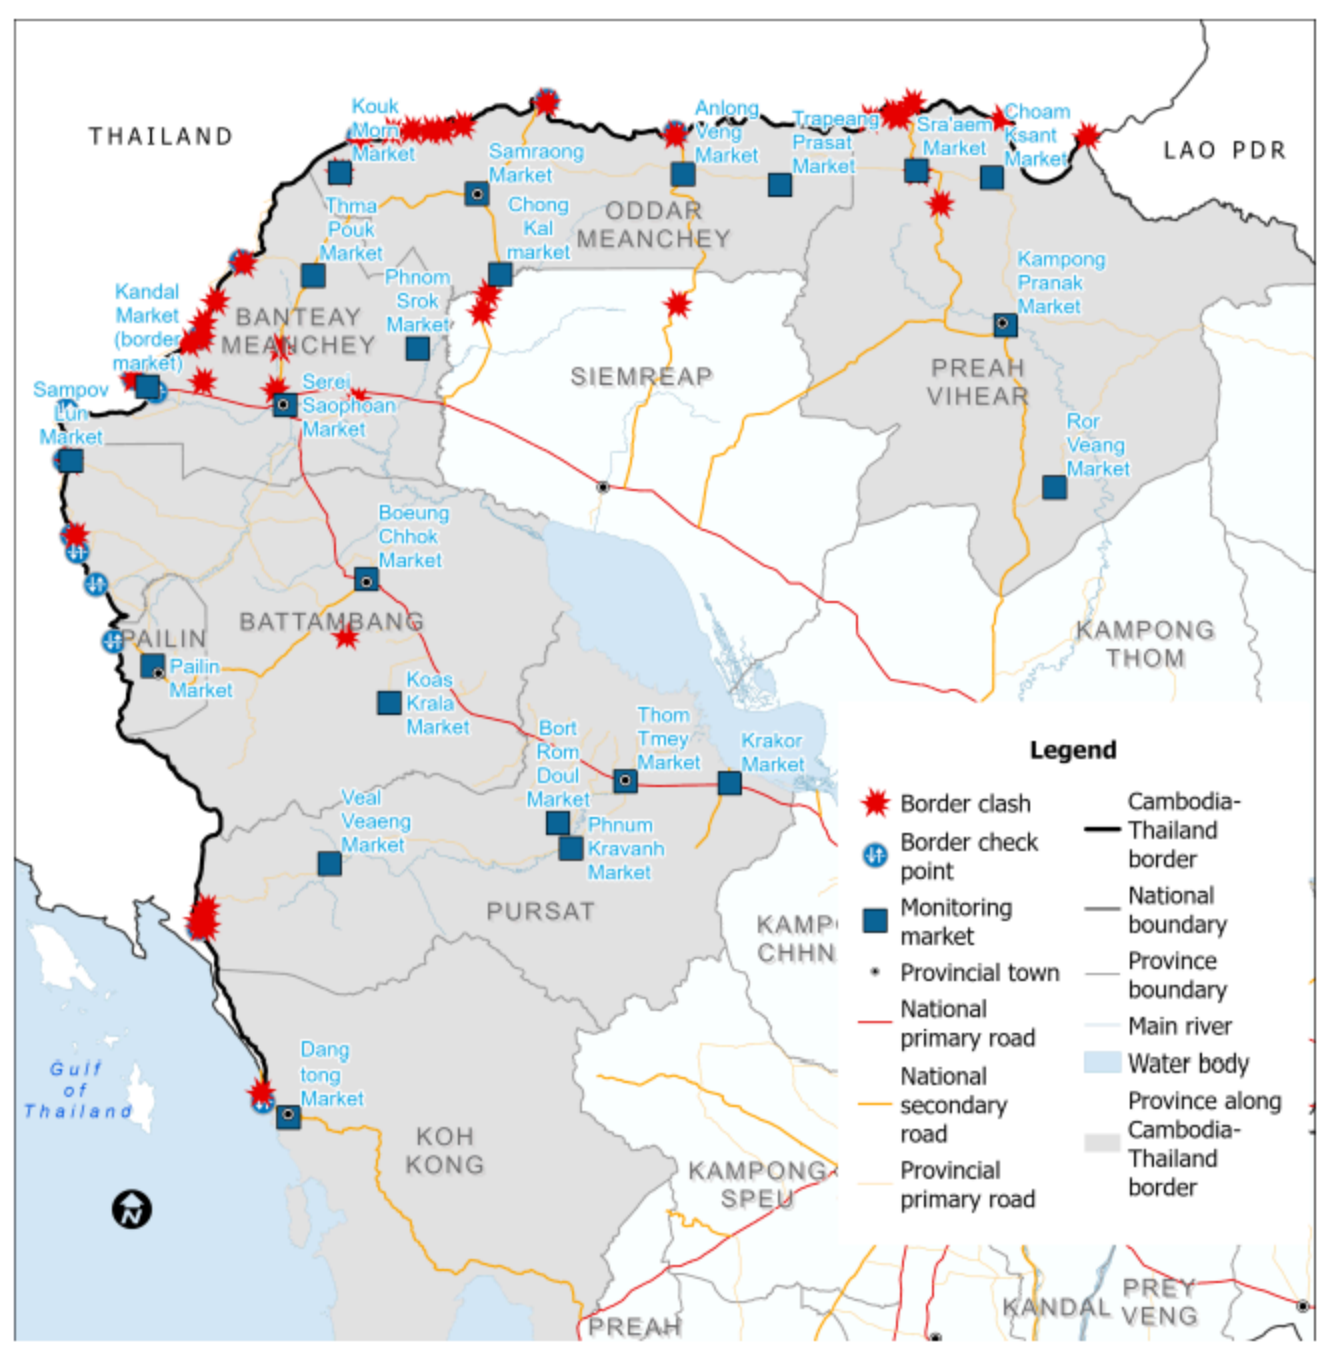 THAILAND
LAO PDR
Kouk
Morn
Market
Samraong
Market
Anlong
Veng
Market
Trapeang
Prasat
Market
Sra'aem
Market
Choam
Ksant
Market
Thma
Pouk
Market
Chong
Kal
market
ODDAR
MEANCHEY
Phnom
Srok
Market
Kandal
Market
(border
market)
BANTEAY
MEANCHEY
Kampong
Pranak
Market
SIEMREAP
PREAH
VIHEAR
Sampov
Lun
Market
Serei
Saophoan
Market
Ror
Veang
Market
Boeung
Chhok
Market
BATTAMBANG
PAILIN
Pailin
Market
KAMPONG
THOM
Koas
Krala
Market
Bort
Rom
Doul
Market
Thom
Tmey
Market
Krakor
Market
Veal
Veaeng
Market
Phnum
Kravanh
Market
PURSAT
KAMP
CHHN
Gulf
of
Thailand
Dang
tong
Market
KOH
KONG
KAMPONG
SPEU
PREAH
KANDAL
PREY
VENG
N
Legend
Border clash
Border check
point
Monitoring
market
Provincial town
National
primary road
National
secondary
road
Provincial
primary road
Cambodia-
Thailand
border
National
boundary
Province
boundary
Main river
Water body
Province along
Cambodia-
Thailand
border